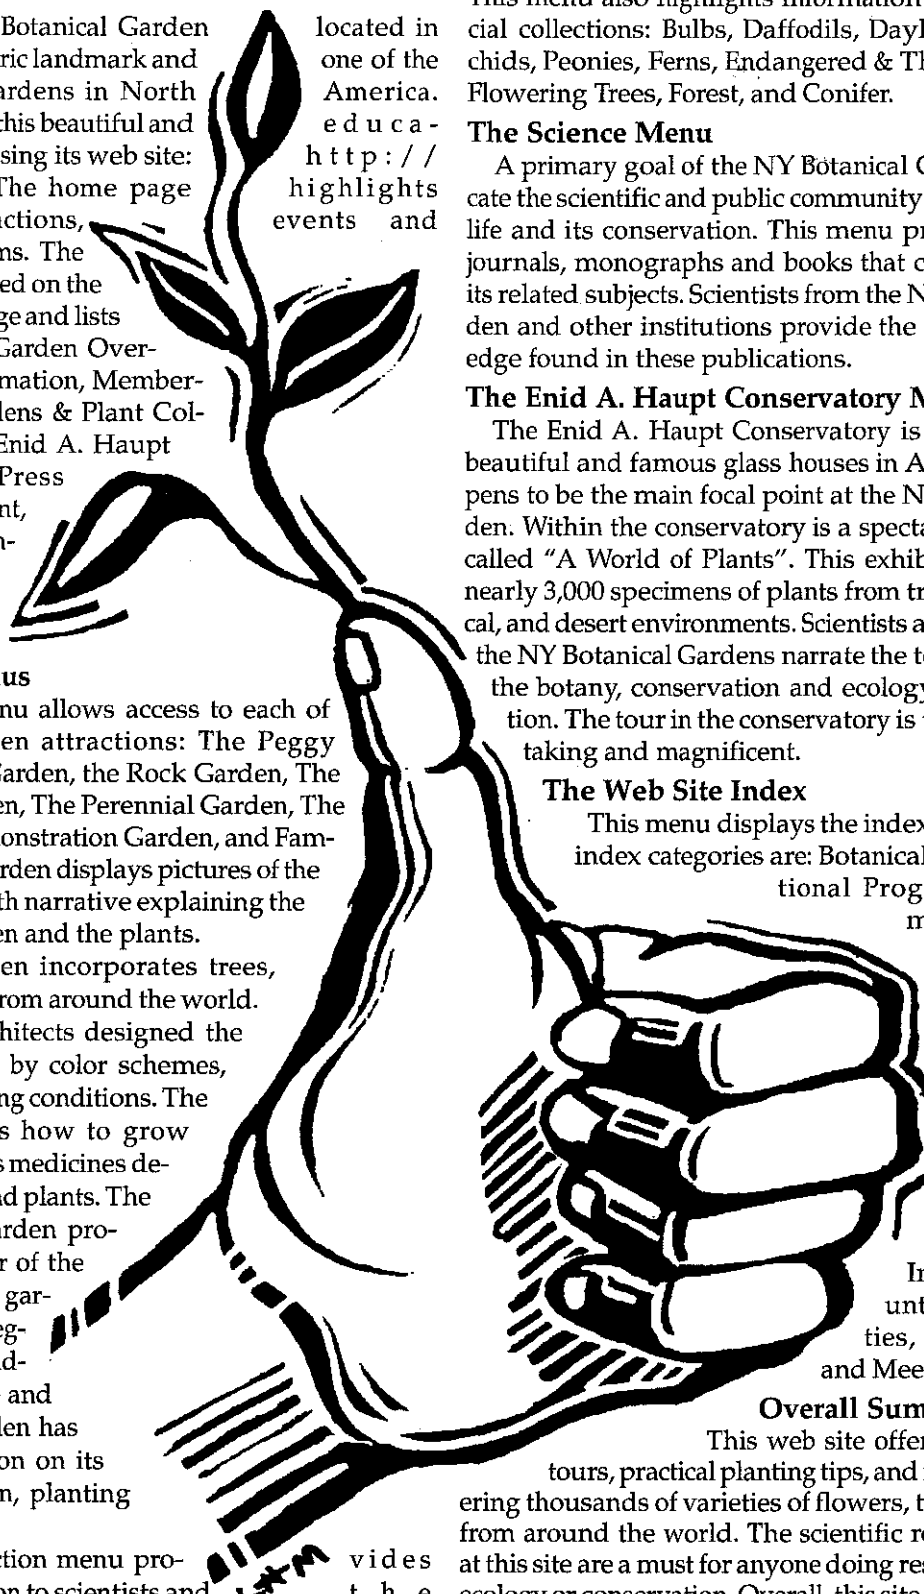 Botanical Garden located in
ric landmark and one of the
ardens in North America.
this beautiful and educa-
sing its web site: http://
The home page highlights
actions, events and
ms. The
ed on the
ge and lists
Garden Over-
mation, Member-
lens & Plant Col-
Enid A. Haupt
Press
nt,
n-
us
nu allows access to each of
en attractions: The Peggy
Garden, the Rock Garden, The
en, The Perennial Garden, The
onstration Garden, and Fam-
rden displays pictures of the
th narrative explaining the
en and the plants.
en incorporates trees,
rom around the world.
hitects designed the
by color schemes,
ng conditions. The
s how to grow
s medicines de-
nd plants. The
arden pro-
r of the
gar-
eg-
d-
and
len has
on on its
n, planting
ction menu pro- vides
on to scientists and the
This menu also highlights information
cial collections: Bulbs, Daffodils, Dayl
chids, Peonies, Ferns, Endangered & Th
Flowering Trees, Forest, and Conifer.
The Science Menu
A primary goal of the NY Botanical G
cate the scientific and public community
life and its conservation. This menu pr
journals, monographs and books that c
its related subjects. Scientists from the N
den and other institutions provide the
edge found in these publications.
The Enid A. Haupt Conservatory M
The Enid A. Haupt Conservatory is
beautiful and famous glass houses in A
pens to be the main focal point at the N
den. Within the conservatory is a specta
called "A World of Plants". This exhib
nearly 3,000 specimens of plants from tr
cal, and desert environments. Scientists a
the NY Botanical Gardens narrate the t
the botany, conservation and ecology
tion. The tour in the conservatory is
taking and magnificent.
The Web Site Index
This menu displays the index
index categories are: Botanical
tional Prog
m
In
unt
ties,
and Mee
Overall Sum
This web site offer
tours, practical planting tips, and
ering thousands of varieties of flowers, t
from around the world. The scientific re
at this site are a must for anyone doing re
ecology or conservation. Overall, this site